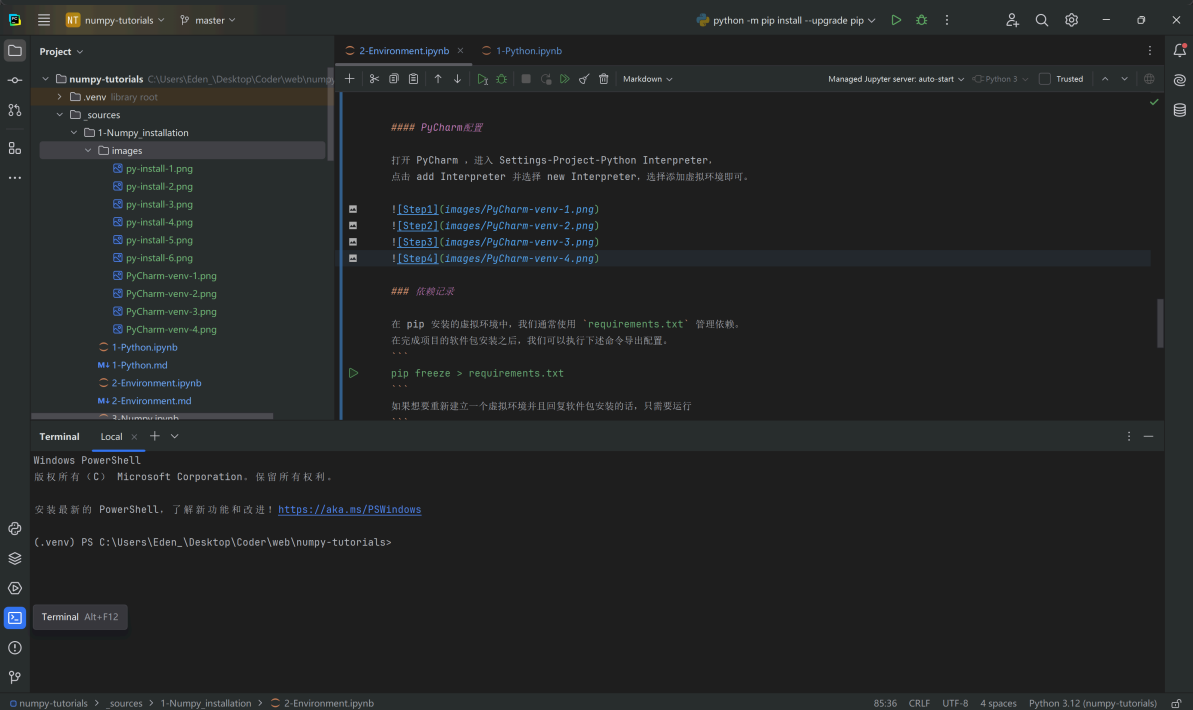 NT numpy-tutorials master python -m pip install --upgrade pip
Project
2-Environment.ipynb
1-Python.ipynb
Markdown Managed Jupyter server: auto-start Python 3 Trusted
numpy-tutorials C:\Users\Eden_\Desktop\Coder\web\numpy
.venv library root
_sources
1-Numpy_installation
images
py-install-1.png
py-install-2.png
py-install-3.png
py-install-4.png
py-install-5.png
py-install-6.png
PyCharm-venv-1.png
PyCharm-venv-2.png
PyCharm-venv-3.png
PyCharm-venv-4.png
1-Python.ipynb
M↓ 1-Python.md
2-Environment.ipynb
M↓ 2-Environment.md
3-Numpy.ipynb
#### PyCharm配置
打开 PyCharm ，进入 Settings-Project-Python Interpreter，
点击 add Interpreter 并选择 new Interpreter，选择添加虚拟环境即可。
![Step1](images/PyCharm-venv-1.png)
![Step2](images/PyCharm-venv-2.png)
![Step3](images/PyCharm-venv-3.png)
![Step4](images/PyCharm-venv-4.png)
### 依赖记录
在 pip 安装的虚拟环境中，我们通常使用 `requirements.txt` 管理依赖。
在完成项目的软件包安装之后，我们可以执行下述命令导出配置。
```
pip freeze > requirements.txt
```
如果想要重新建立一个虚拟环境并且回复软件包安装的话，只需要运行
```
Terminal Local
Windows PowerShell
版权所有（C） Microsoft Corporation。保留所有权利。
安装最新的 PowerShell，了解新功能和改进！https://aka.ms/PSWindows
(.venv) PS C:\Users\Eden_\Desktop\Coder\web\numpy-tutorials>
Terminal Alt+F12
numpy-tutorials > _sources > 1-Numpy_installation > 2-Environment.ipynb
85:36 CRLF UTF-8 4 spaces Python 3.12 (numpy-tutorials)